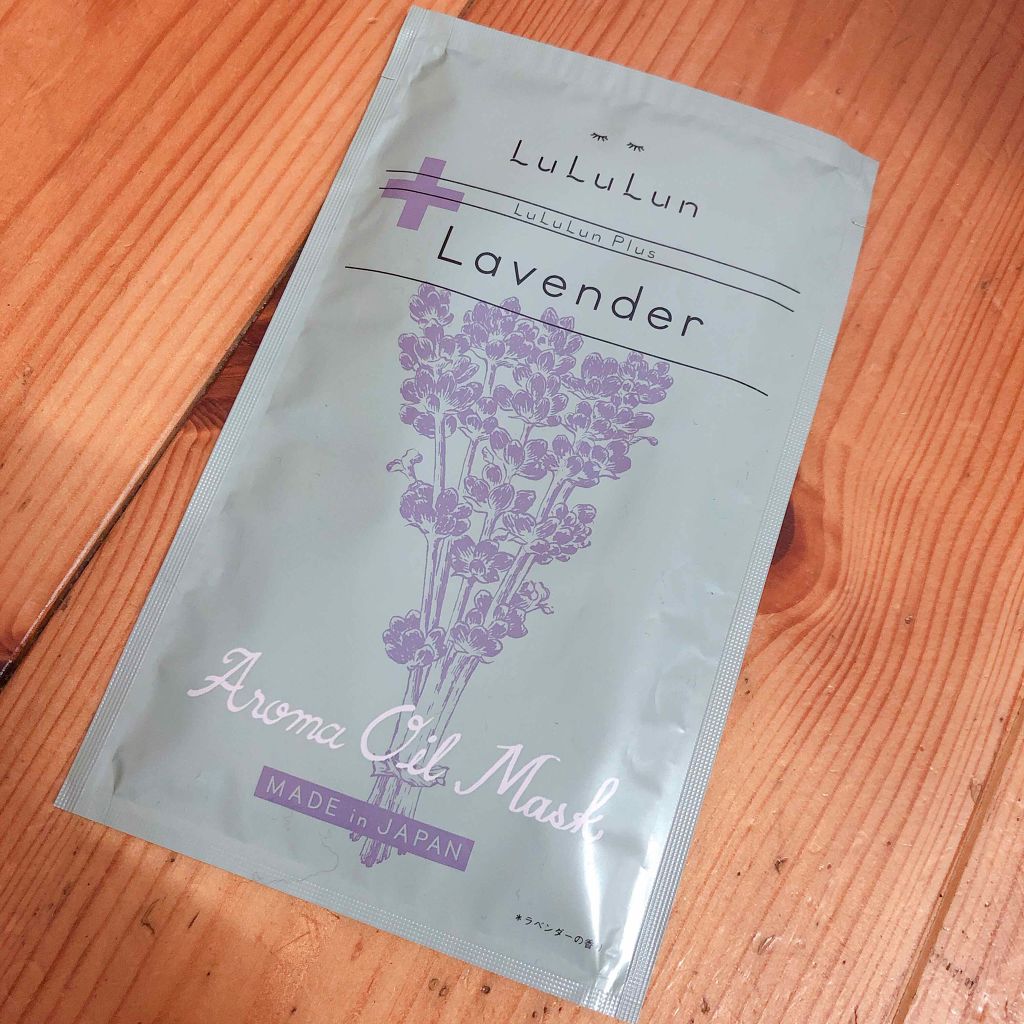 LuLuLun
LuLuLun Plus
Lavender
Aroma Oil Mask
MADE in JAPAN
*ラベンダーの香り